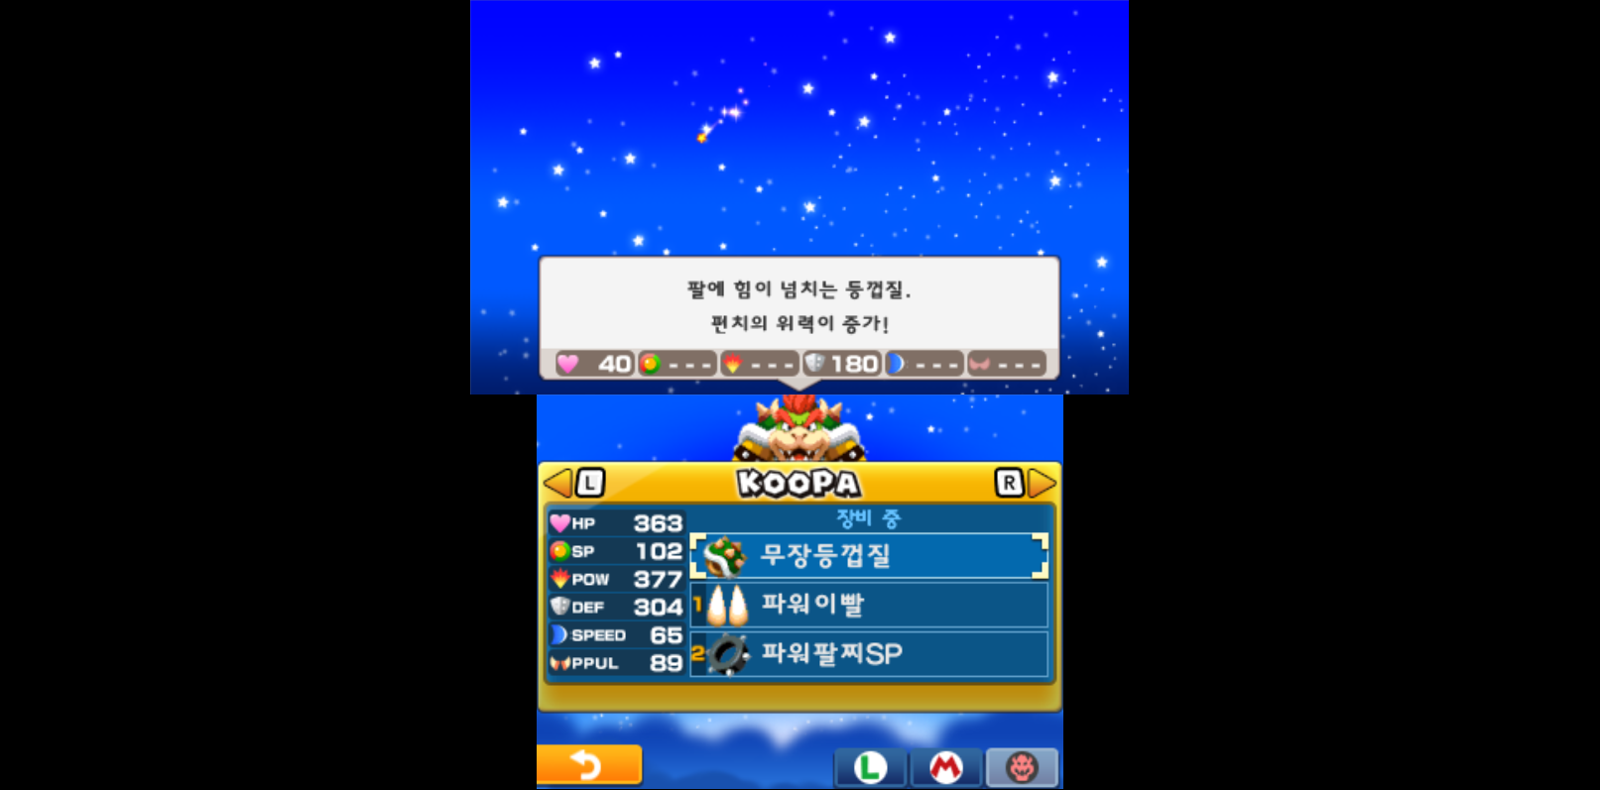 팔에 힘이 넘치는 등껍질.
펀치의 위력이 증가!
40 --- --- 180 --- ---
L KOOPA R
장비 중
HP 363
SP 102
POW 377
DEF 304
SPEED 65
PPUL 89
무장등껍질
1 파워이빨
2 파워팔찌SP
L M